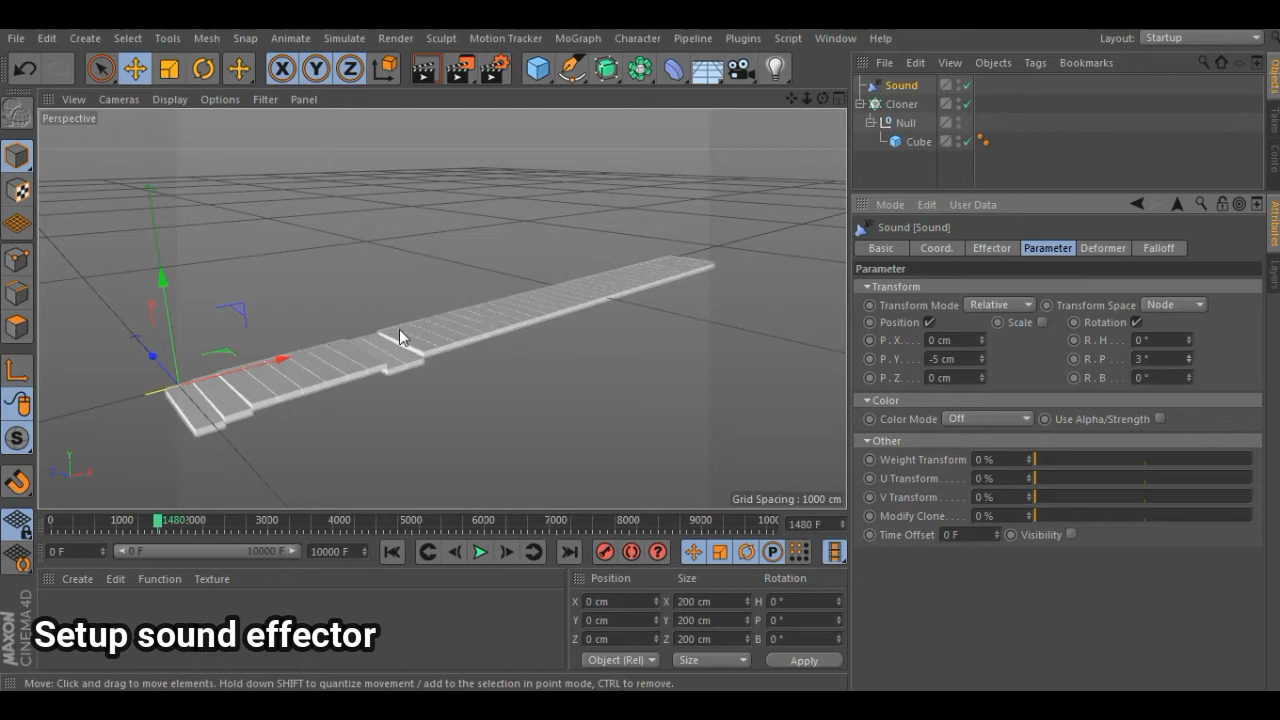 File Edit Create Select Tools Mesh Snap Animate Simulate Render Sculpt Motion Tracker MoGraph Character Pipeline Plugins Script Window Help Layout: Startup
X Y Z
File Edit View Objects Tags Bookmarks
View Cameras Display Options Filter Panel
Perspective
Sound
Cloner
Null
Cube
Objects
Takes
Attributes
Layers
Mode Edit User Data
Sound [Sound]
Basic Coord. Effector Parameter Deformer Falloff
Parameter
Transform
Transform Mode Relative Transform Space Node
Position Scale Rotation
P . X 0 cm R . H 0 °
P . Y -5 cm R . P 3 °
P . Z 0 cm R . B 0 °
Color
Color Mode Off Use Alpha/Strength
Other
Weight Transform 0 %
U Transform . . . . . 0 %
V Transform . . . . 0 %
Modify Clone. . . . . 0 %
Time Offset 0 F Visibility
Y
Z X
Grid Spacing : 1000 cm
0 1000 1480 2000 3000 4000 5000 6000 7000 8000 9000 1000 1480 F
0 F 0 F 10000 F 10000 F
Create Edit Function Texture
Position Size Rotation
X 0 cm X 200 cm H 0 °
Y 0 cm Y 200 cm P 0 °
Z 0 cm Z 200 cm B 0 °
Object (Rel) Size Apply
MAXON CINEMA4D
Setup sound effector
Move: Click and drag to move elements. Hold down SHIFT to quantize movement / add to the selection in point mode, CTRL to remove.